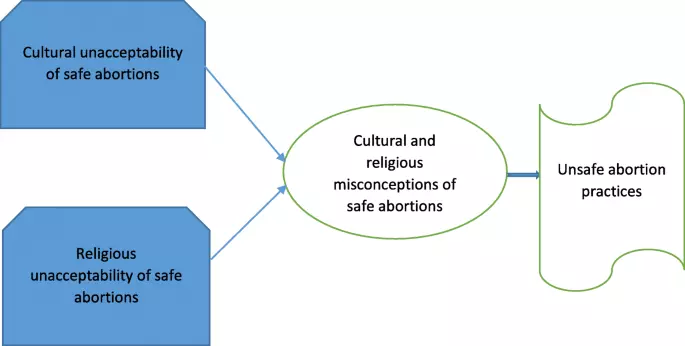 Cultural unacceptability
of safe abortions
Religious
unacceptability of safe
abortions
Cultural and
religious
misconceptions of
safe abortions
Unsafe abortion
practices